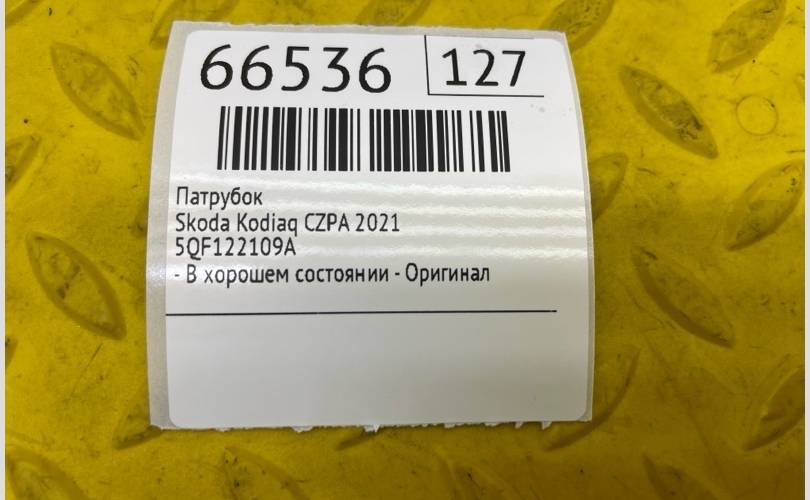 66536
127
Патрубок
Skoda Kodiaq CZPA 2021
5QF122109A
- В хорошем состоянии - Оригинал